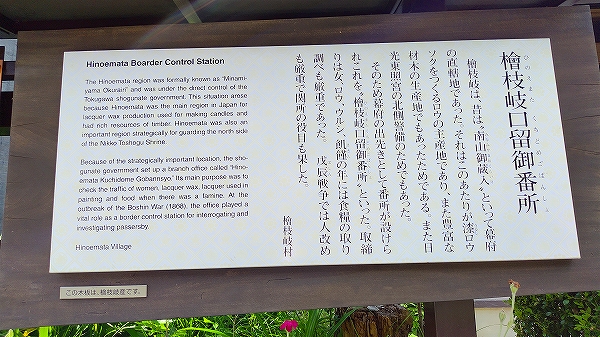 Hinoemata Boarder Control Station
The Hinoemata region was formally known as "Minami-
yama Okurairi" and was under the direct control of the
Tokugawa shogunate government. This situation arose
because Hinoemata was the main region in Japan for
lacquer wax production used for making candles and
had rich resources of timber. Hinoemata was also an
important region strategically for guarding the north side
of the Nikko Toshogu Shrine.
Because of the strategically important location, the sho-
gunate government set up a branch office called "Hino-
emata Kuchidome Gobannsyo." Its main purpose was to
check the traffic of women, lacquer wax, lacquer used in
painting and food when there was a famine. At the
outbreak of the Boshin War (1868), the office played a
vital role as a border control station for interrogating and
investigating passersby.
Hinoemata Village
檜枝岐口留御番所
ひのえまたくちどめごばんしょ
檜枝岐は、昔は〝南山御蔵入〟といって幕府
の直轄地であった。それはこのあたりが漆ロウ
ソクをつくるロウの主産地であり、また豊富な
材木の生産地でもあったためである。また日
光東照宮の北側警備のためでもあった。
そのため幕府の出先きとして番所が設けら
れこれを〝檜枝岐口留御番所〟といった。取締
りは女、ロウ、ウルシ、飢饉の年には食糧の取り
調べも厳重であった。戊辰戦争では人改め
も厳重で関所の役目も果した。
檜枝岐村
この木板は、檜枝岐産です。